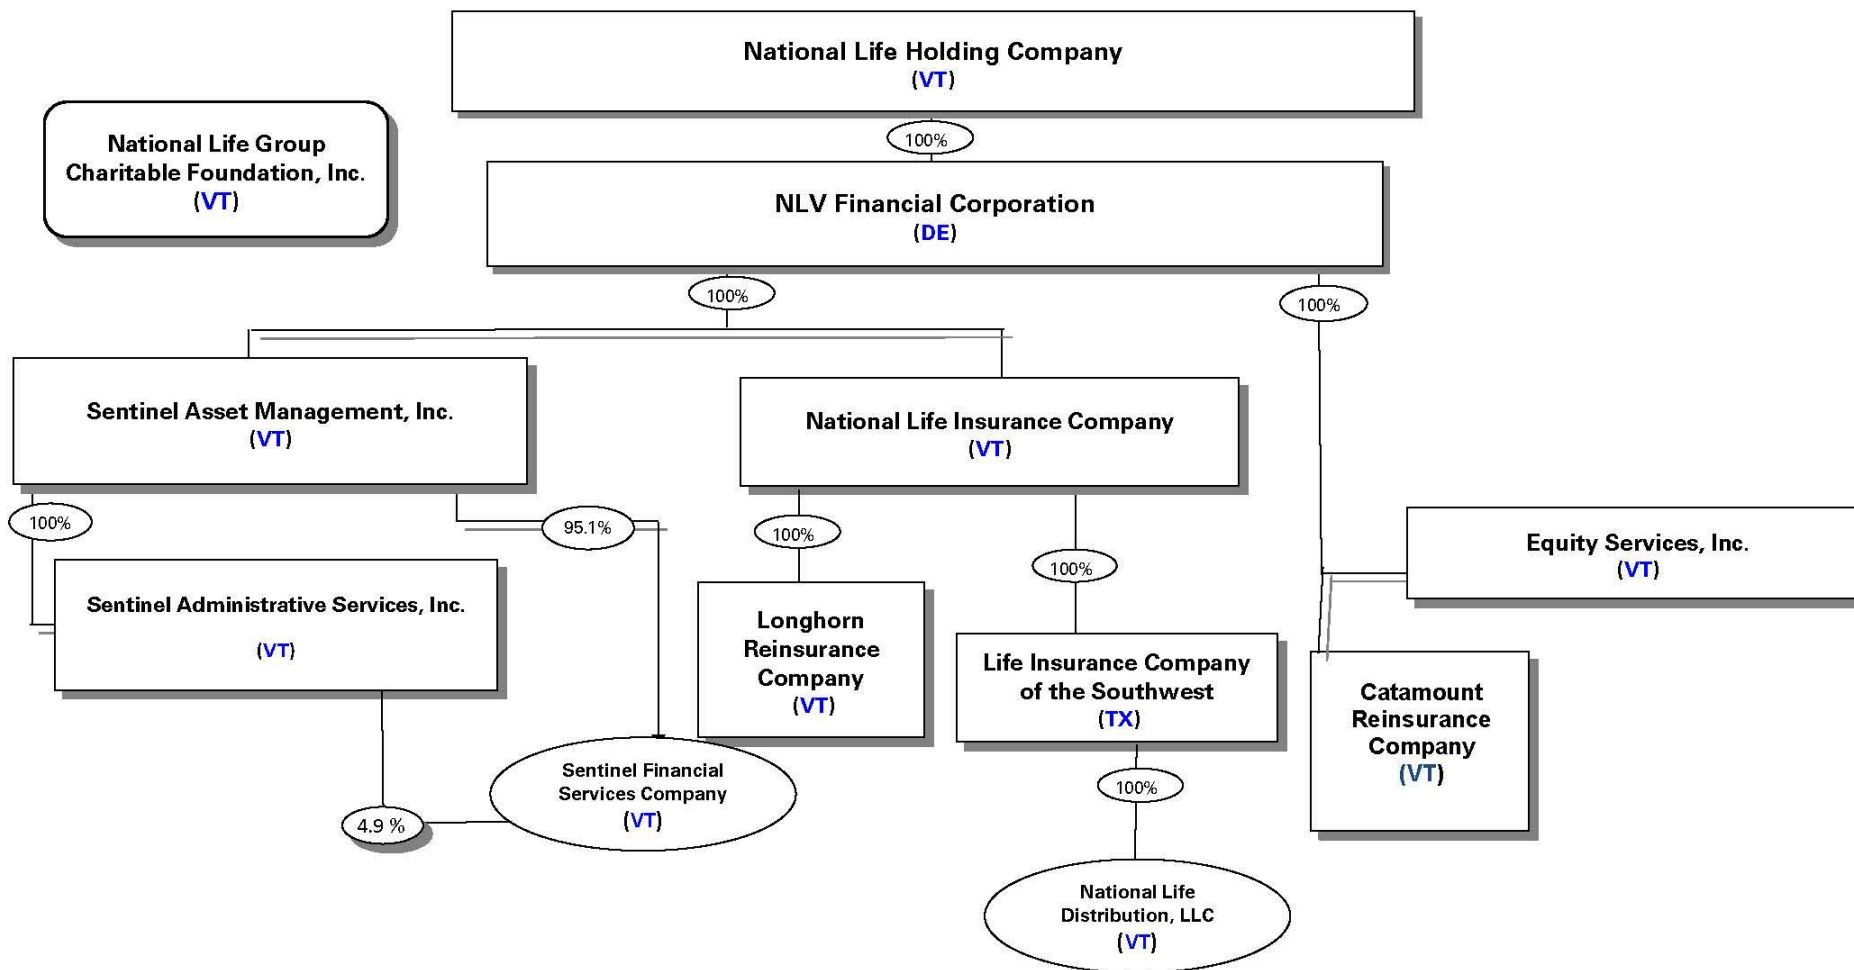 National Life Holding Company
(VT)
National Life Group
Charitable Foundation, Inc.
(VT)
100%
NLV Financial Corporation
(DE)
100%
100%
Sentinel Asset Management, Inc.
(VT)
National Life Insurance Company
(VT)
100%
95.1%
100%
100%
Equity Services, Inc.
(VT)
Sentinel Administrative Services, Inc.
(VT)
Longhorn
Reinsurance
Company
(VT)
Life Insurance Company
of the Southwest
(TX)
Catamount
Reinsurance
Company
(VT)
Sentinel Financial
Services Company
(VT)
4.9 %
100%
National Life
Distribution, LLC
(VT)